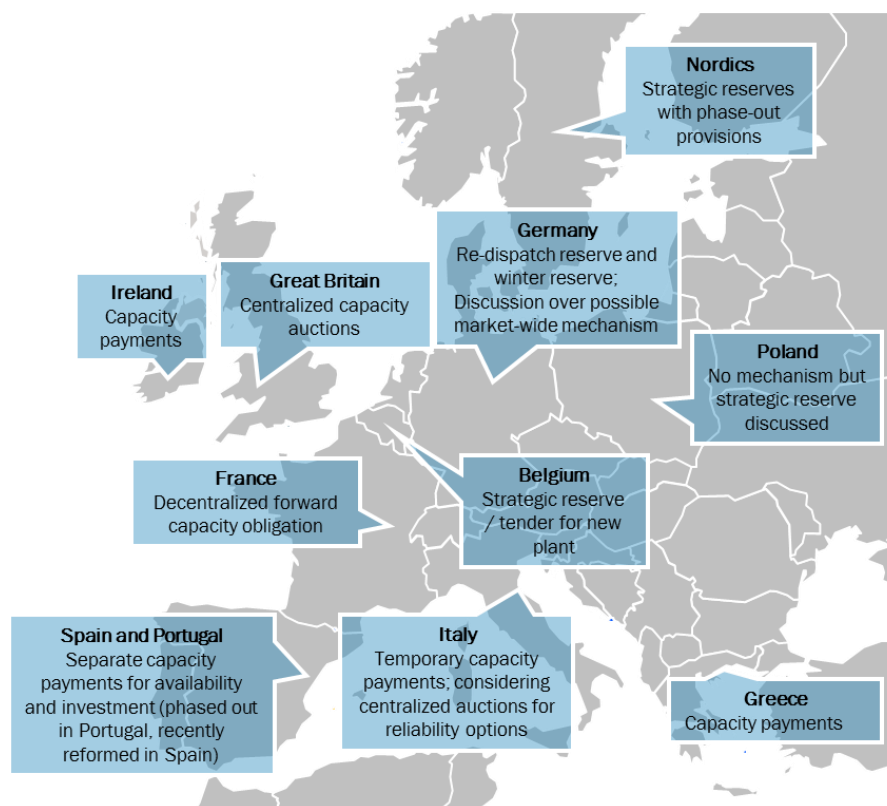 Nordics
Strategic reserves
with phase-out
provisions
Germany
Re-dispatch reserve and
winter reserve;
Discussion over possible
market-wide mechanism
Great Britain
Centralized capacity
auctions
Ireland
Capacity
payments
Poland
No mechanism but
strategic reserve
discussed
France
Decentralized forward
capacity obligation
Belgium
Strategic reserve
/ tender for new
plant
Spain and Portugal
Separate capacity
payments for availability
and investment (phased out
in Portugal, recently
reformed in Spain)
Italy
Temporary capacity
payments; considering
centralized auctions for
reliability options
Greece
Capacity payments